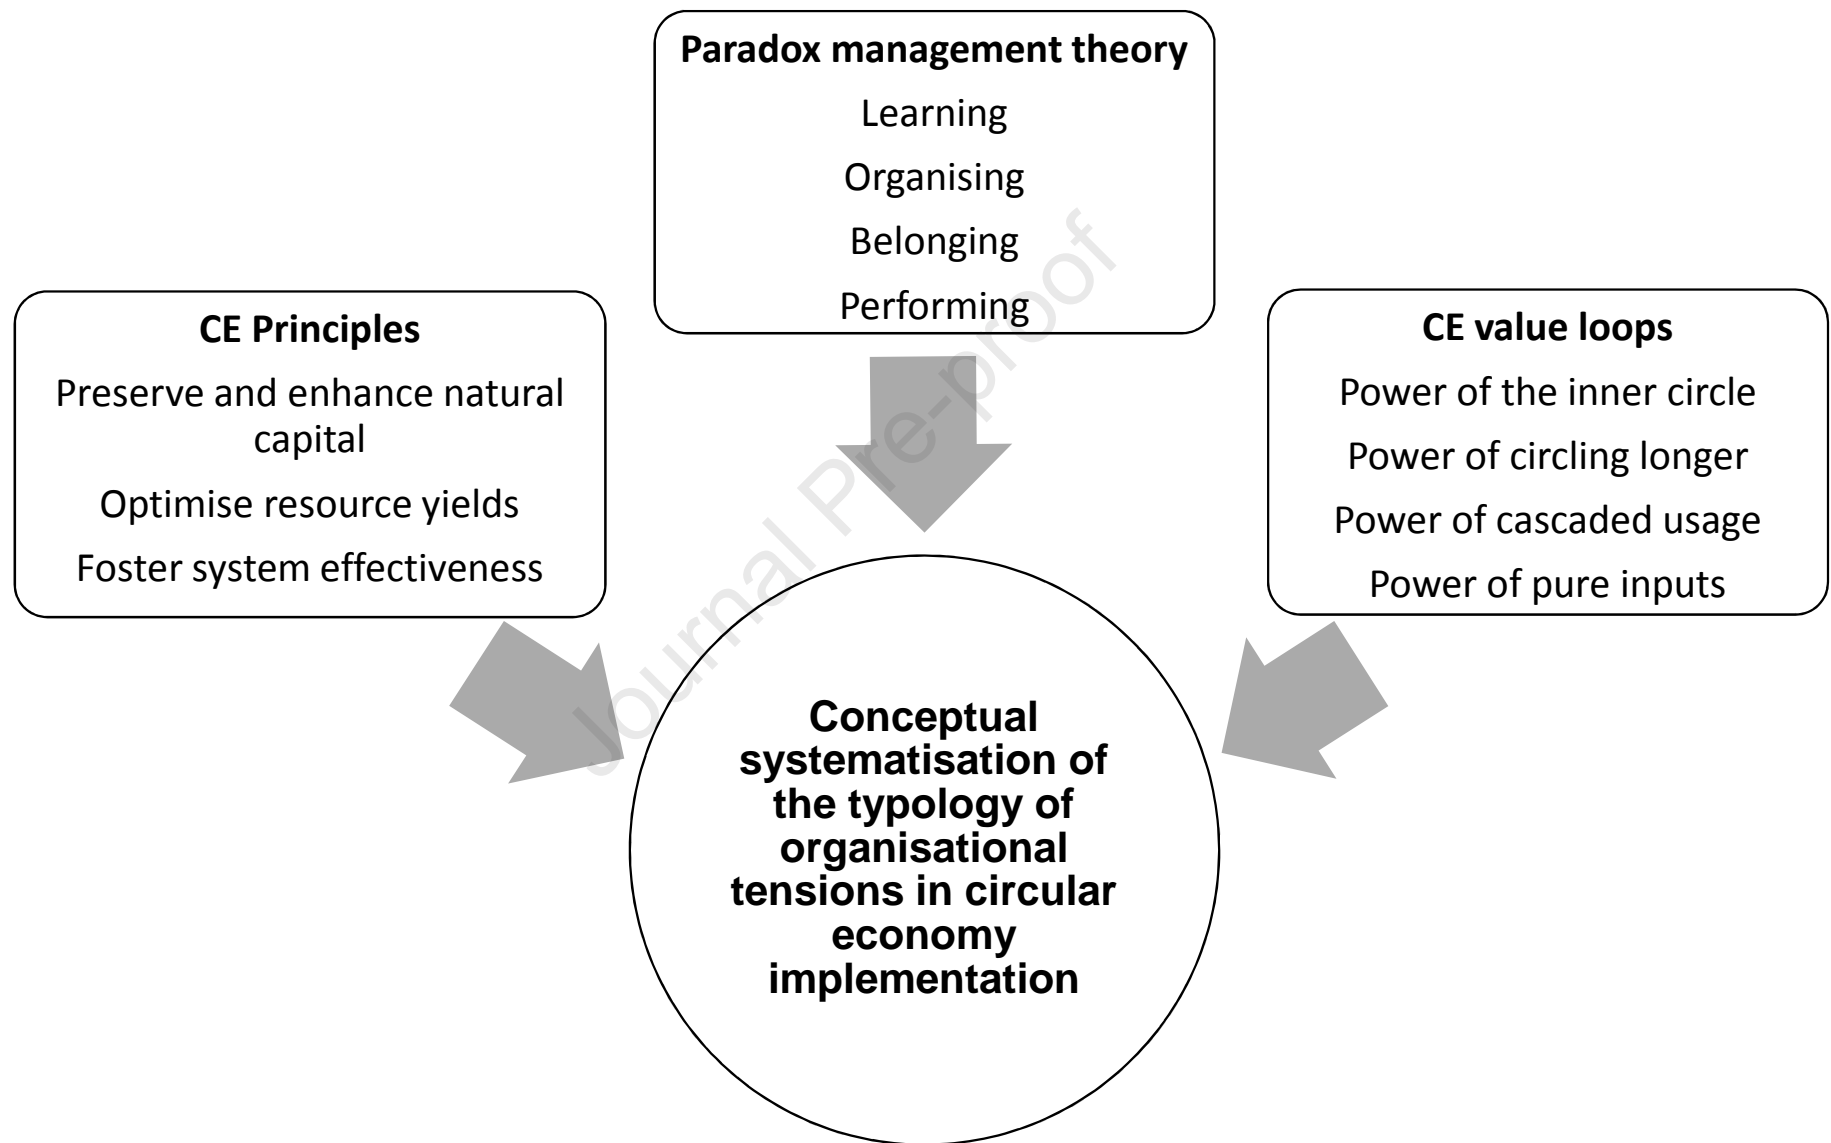 Paradox management theory
Learning
Organising
Belonging
Performing
CE Principles
Preserve and enhance natural
capital
Optimise resource yields
Foster system effectiveness
CE value loops
Power of the inner circle
Power of circling longer
Power of cascaded usage
Power of pure inputs
Conceptual
systematisation of
the typology of
organisational
tensions in circular
economy
implementation
Journal Pre-proof